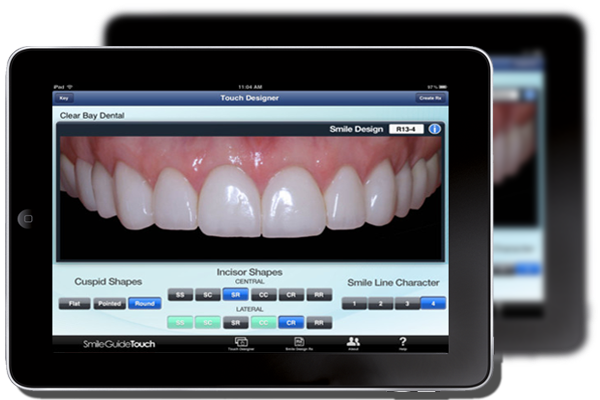 iPad 11:04 AM 97%
Key Touch Designer Create Rx
Clear Bay Dental
Smile Design R13-4 i
Cuspid Shapes
Flat Pointed Round
Incisor Shapes
CENTRAL
SS SC SR CC CR RR
LATERAL
SS SC SR CC CR RR
Smile Line Character
1 2 3 4
SmileGuideTouch
Touch Designer Smile Design Rx About Help